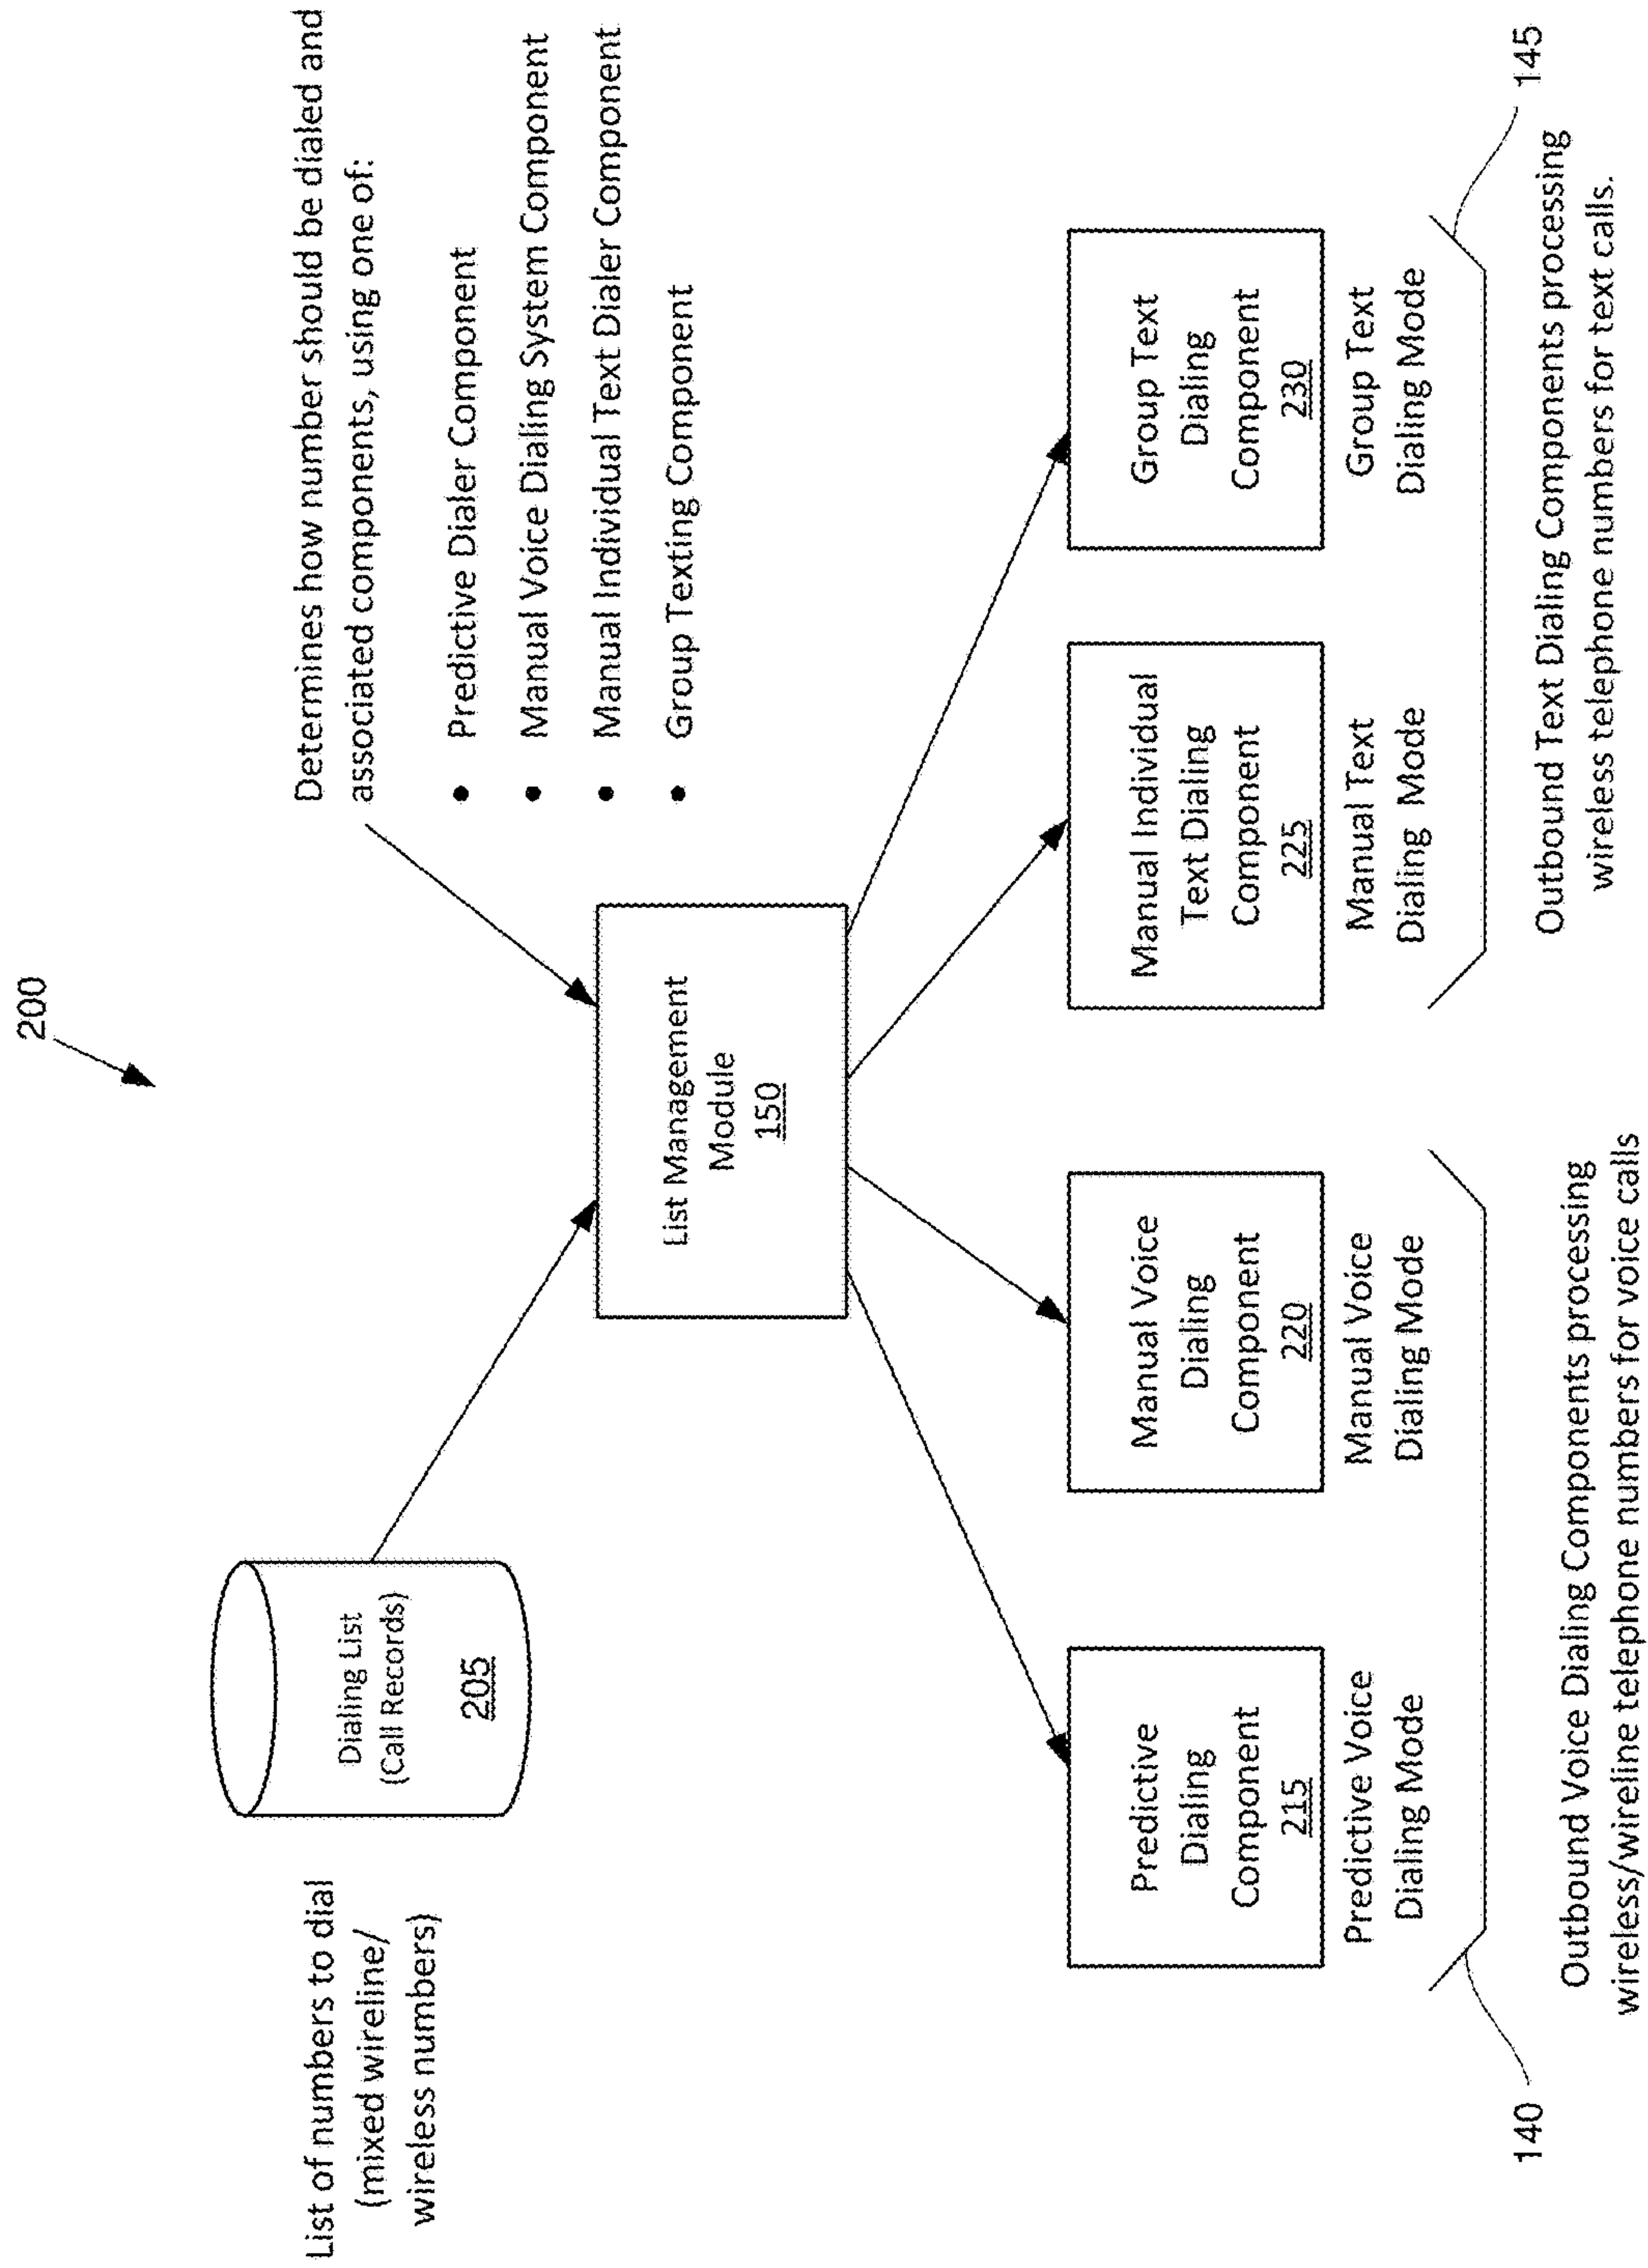 200
List of numbers to dial
(mixed wireline/
wireless numbers)
Dialing List
(Call Records)
205
Determines how number should be dialed and
associated components, using one of:
• Predictive Dialer Component
• Manual Voice Dialing System Component
• Manual Individual Text Dialer Component
• Group Texting Component
List Management
Module
150
Predictive
Dialing
Component
215
Manual Voice
Dialing
Component
220
Manual Individual
Text Dialing
Component
225
Group Text
Dialing
Component
230
Predictive Voice
Dialing Mode
Manual Voice
Dialing Mode
Manual Text
Dialing Mode
Group Text
Dialing Mode
140
Outbound Voice Dialing Components processing
wireless/wireline telephone numbers for voice calls
145
Outbound Text Dialing Components processing
wireless telephone numbers for text calls.